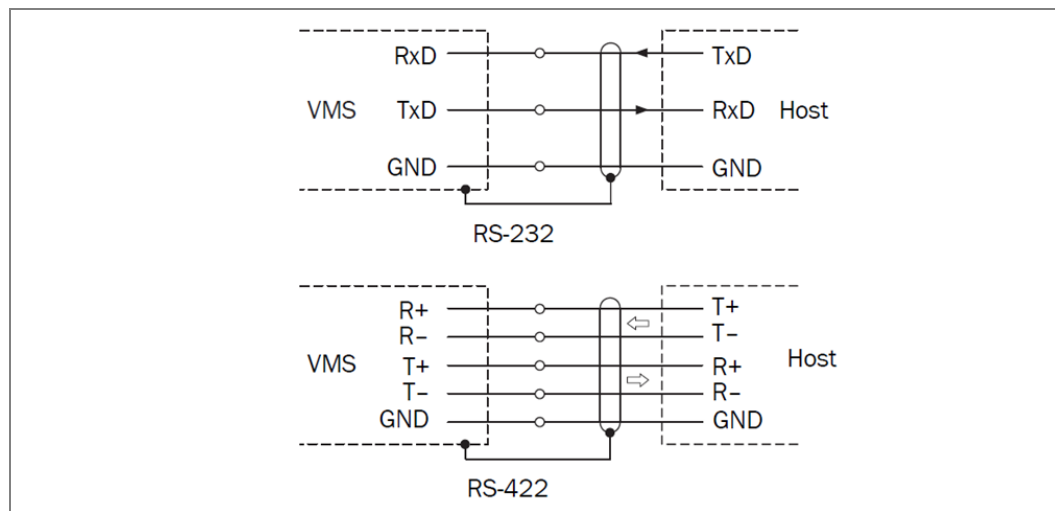 RxD TxD
VMS TxD RxD Host
GND GND
RS-232
R+ T+
R− T−
VMS Host
T+ R+
T− R−
GND GND
RS-422